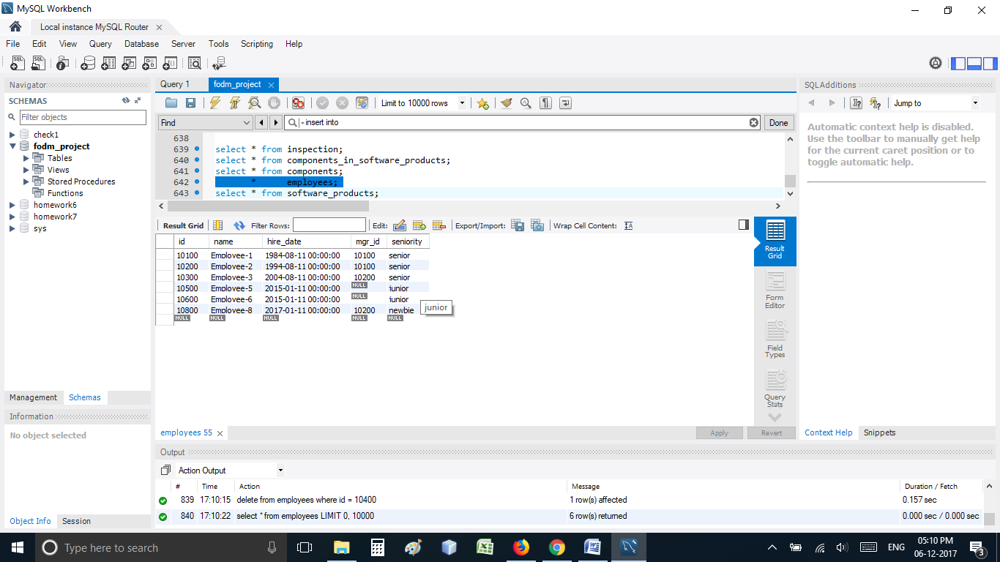 MySQL Workbench
Local instance MySQL Router
File Edit View Query Database Server Tools Scripting Help
Navigator
SCHEMAS
Filter objects
check1
fodm_project
Tables
Views
Stored Procedures
Functions
homework6
homework7
sys
Management Schemas
Information
No object selected
Object Info Session
Query 1 fodm_project
Limit to 10000 rows
Find insert into Done
638
639 select * from inspection;
640 select * from components_in_software_products;
641 select * from components;
642 * employees;
643 select * from software_products;
Result Grid Filter Rows: Edit: Export/Import: Wrap Cell Content:
id name hire_date mgr_id seniority
10100 Employee-1 1984-08-11 00:00:00 10100 senior
10200 Employee-2 1994-08-11 00:00:00 10100 senior
10300 Employee-3 2004-08-11 00:00:00 10200 senior
10500 Employee-5 2015-01-11 00:00:00 NULL junior
10600 Employee-6 2015-01-11 00:00:00 NULL junior
10800 Employee-8 2017-01-11 00:00:00 10200 newbie
NULL NULL NULL NULL NULL
junior
Result Grid
Form Editor
Field Types
Query Stats
employees 55 Apply Revert
SQLAdditions
Jump to
Automatic context help is disabled.
Use the toolbar to manually get help
for the current caret position or to
toggle automatic help.
Context Help Snippets
Output
Action Output
# Time Action Message Duration / Fetch
839 17:10:15 delete from employees where id = 10400 1 row(s) affected 0.157 sec
840 17:10:22 select * from employees LIMIT 0, 10000 6 row(s) returned 0.000 sec / 0.000 sec
Type here to search
ENG
05:10 PM
06-12-2017
3